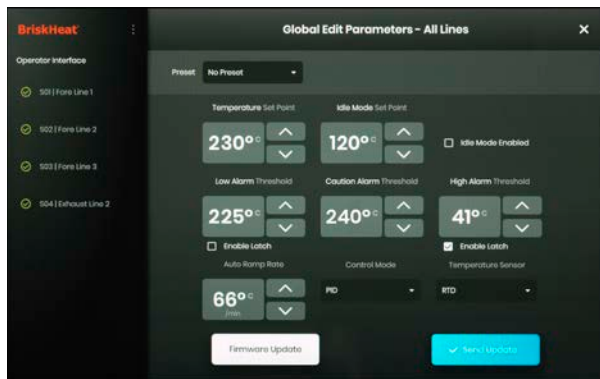 BriskHeat
Global Edit Parameters - All Lines
Operator Interface
Preset No Preset
S01 | Fore Line 1
S02 | Fore Line 2
S03 | Fore Line 3
S04 | Exhaust Line 2
Temperature Set Point
Idle Mode Set Point
230° C
120° C
Idle Mode Enabled
Low Alarm Threshold
Caution Alarm Threshold
High Alarm Threshold
225° C
240° C
41° C
Enable Latch
Enable Latch
Auto Ramp Rate
Control Mode
Temperature Sensor
66° C
/min
PID
RTD
Firmware Update
Send Update